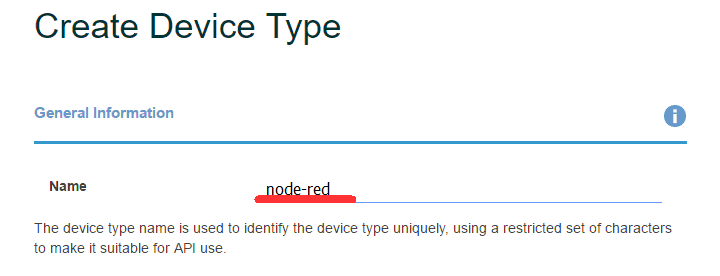 Create Device Type
General Information
Name
node-red
The device type name is used to identify the device type uniquely, using a restricted set of characters
to make it suitable for API use.